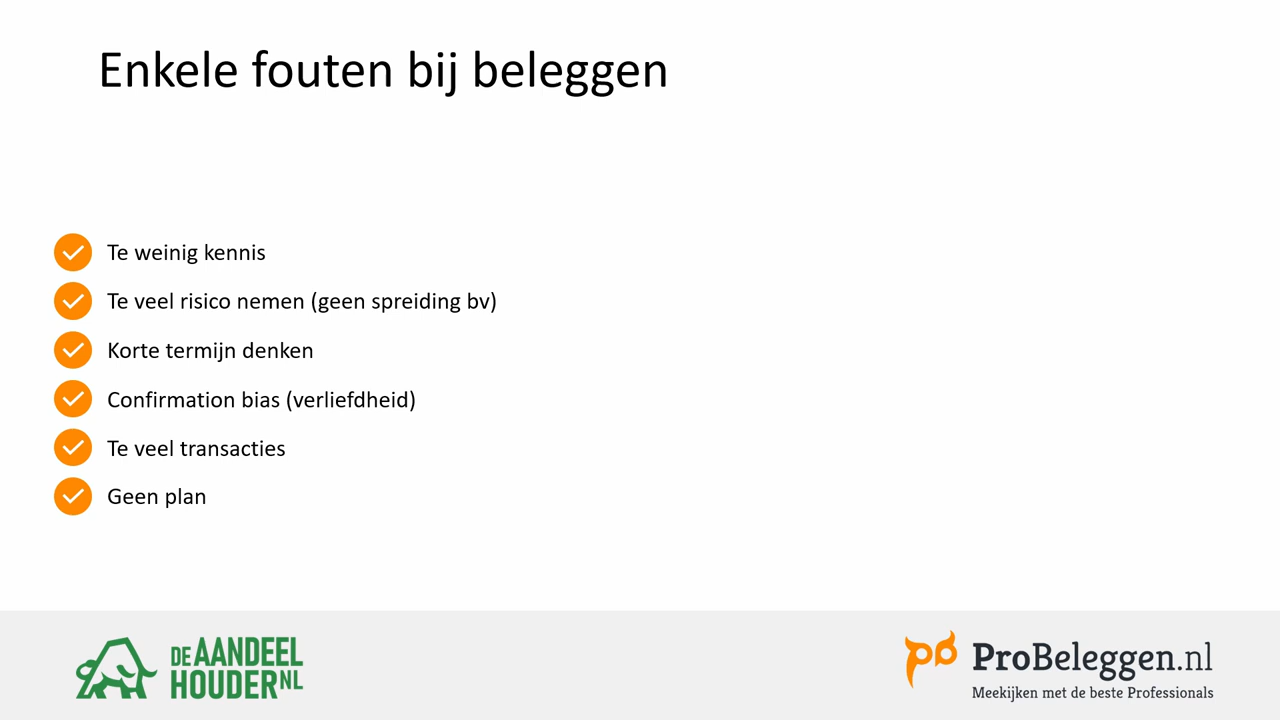 Enkele fouten bij beleggen
Te weinig kennis
Te veel risico nemen (geen spreiding bv)
Korte termijn denken
Confirmation bias (verliefdheid)
Te veel transacties
Geen plan
DE AANDEEL
HOUDER NL
ProBeleggen.nl
Meekijken met de beste Professionals